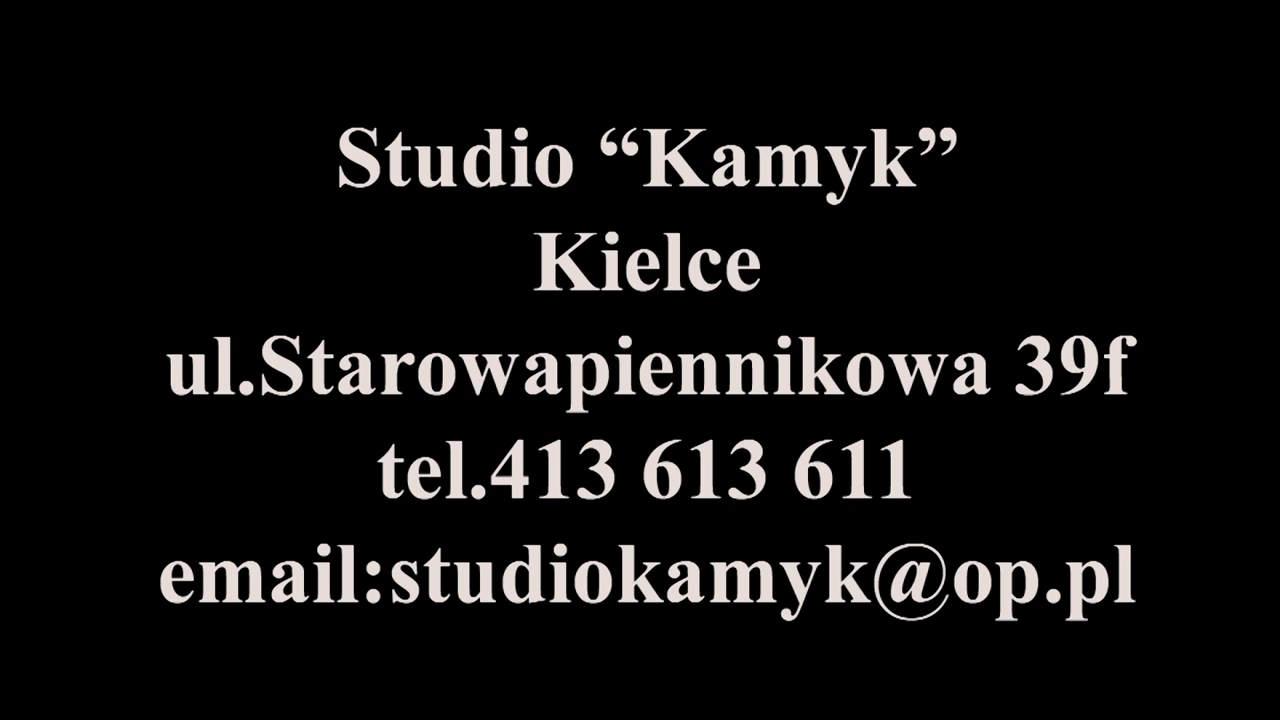 Studio “Kamyk”
Kielce
ul.Starowapiennikowa 39f
tel.413 613 611
email:studiokamyk@op.pl